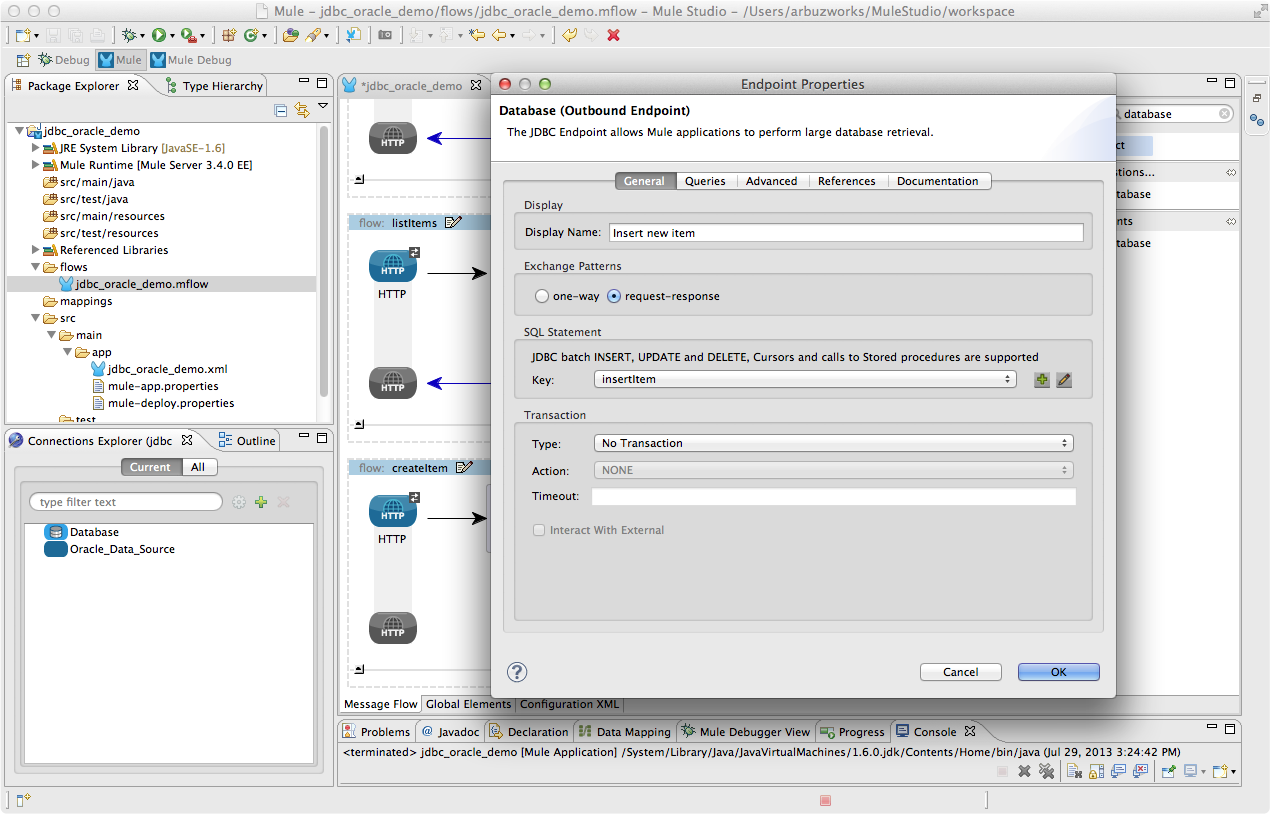 Mule – jdbc_oracle_demo/flows/jdbc_oracle_demo.mflow – Mule Studio – /Users/arbuzworks/MuleStudio/workspace
Debug Mule Mule Debug
Package Explorer Type Hierarchy
jdbc_oracle_demo
JRE System Library [JavaSE-1.6]
Mule Runtime [Mule Server 3.4.0 EE]
src/main/java
src/test/java
src/main/resources
src/test/resources
Referenced Libraries
flows
jdbc_oracle_demo.mflow
mappings
src
main
app
jdbc_oracle_demo.xml
mule-app.properties
mule-deploy.properties
test
Connections Explorer (jdbc Outline
Current All
type filter text
Database
Oracle_Data_Source
*jdbc_oracle_demo
HTTP
flow: listItems
HTTP
HTTP
HTTP
flow: createItem
HTTP
HTTP
HTTP
Message Flow Global Elements Configuration XML
Endpoint Properties
Database (Outbound Endpoint)
The JDBC Endpoint allows Mule applications to perform large database retrieval.
General Queries Advanced References Documentation
Display
Display Name: Insert new item
Exchange Patterns
one-way request-response
SQL Statement
JDBC batch INSERT, UPDATE and DELETE, Cursors and calls to Stored procedures are supported
Key: insertItem
Transaction
Type: No Transaction
Action: NONE
Timeout:
Interact With External
? Cancel OK
database
ct
stions...
tabase
nts
tabase
Problems @ Javadoc Declaration Data Mapping Mule Debugger View Progress Console
<terminated> jdbc_oracle_demo [Mule Application] /System/Library/Java/JavaVirtualMachines/1.6.0.jdk/Contents/Home/bin/java (Jul 29, 2013 3:24:42 PM)